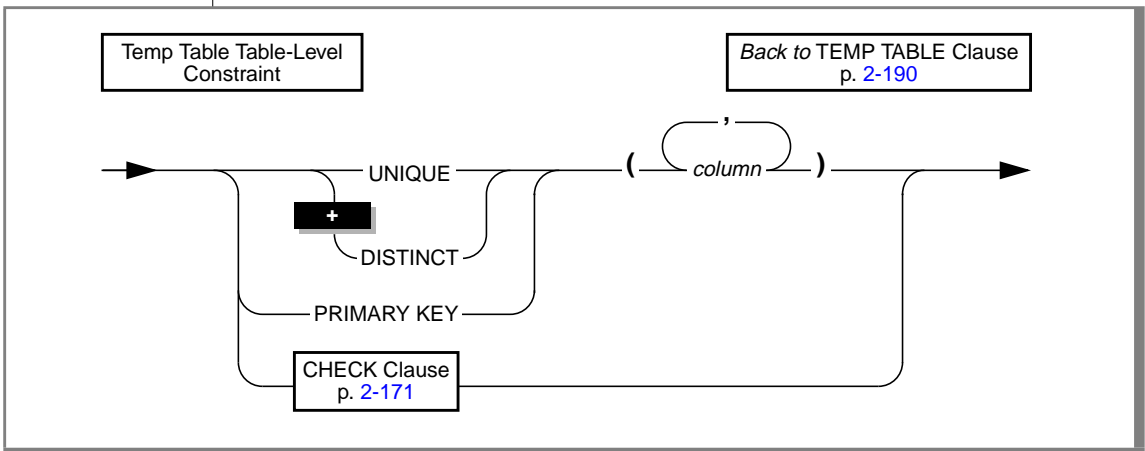 Temp Table Table-Level
Constraint
Back to TEMP TABLE Clause
p. 2-190
,
UNIQUE
( column )
+
DISTINCT
PRIMARY KEY
CHECK Clause
p. 2-171